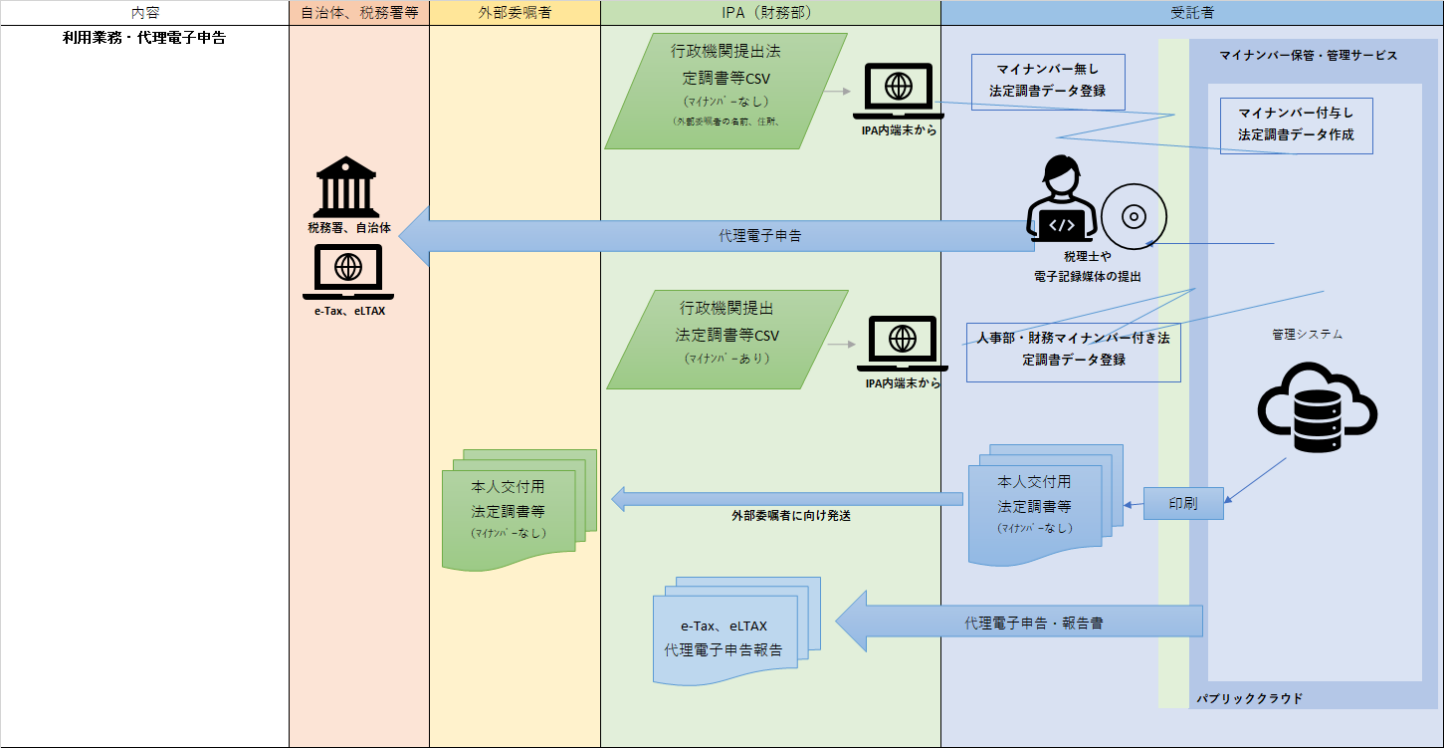 内容
自治体、税務署等
外部委嘱者
IPA（財務部）
受託者
利用業務・代理電子申告
行政機関提出法
定調書等CSV
(ﾏｲﾅﾝﾊﾞｰなし)
(外部委嘱者の名前、住所、
IPA内端末から
マイナンバー無し
法定調書データ登録
マイナンバー保管・管理サービス
マイナンバー付与し
法定調書データ作成
税務署、自治体
e-Tax、eLTAX
代理電子申告
税理士や
電子記録媒体の提出
行政機関提出
法定調書等CSV
(ﾏｲﾅﾝﾊﾞｰあり)
IPA内端末から
人事部・財務マイナンバー付き法
定調書データ登録
管理システム
本人交付用
法定調書等
(ﾏｲﾅﾝﾊﾞｰなし)
外部委嘱者に向け発送
本人交付用
法定調書等
(ﾏｲﾅﾝﾊﾞｰなし)
印刷
e-Tax、eLTAX
代理電子申告報告
代理電子申告・報告書
パブリッククラウド